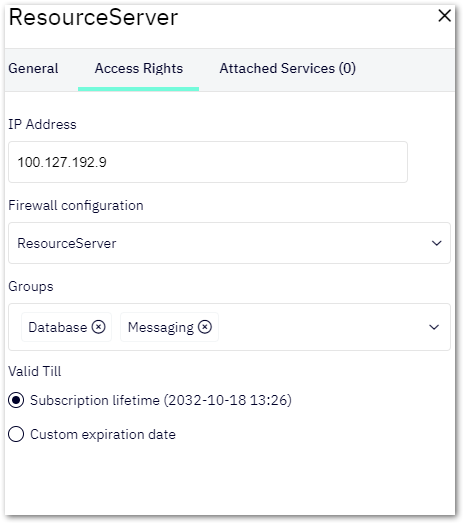 ResourceServer
General Access Rights Attached Services (0)
IP Address
100.127.192.9
Firewall configuration
ResourceServer
Groups
Database Messaging
Valid Till
Subscription lifetime (2032-10-18 13:26)
Custom expiration date